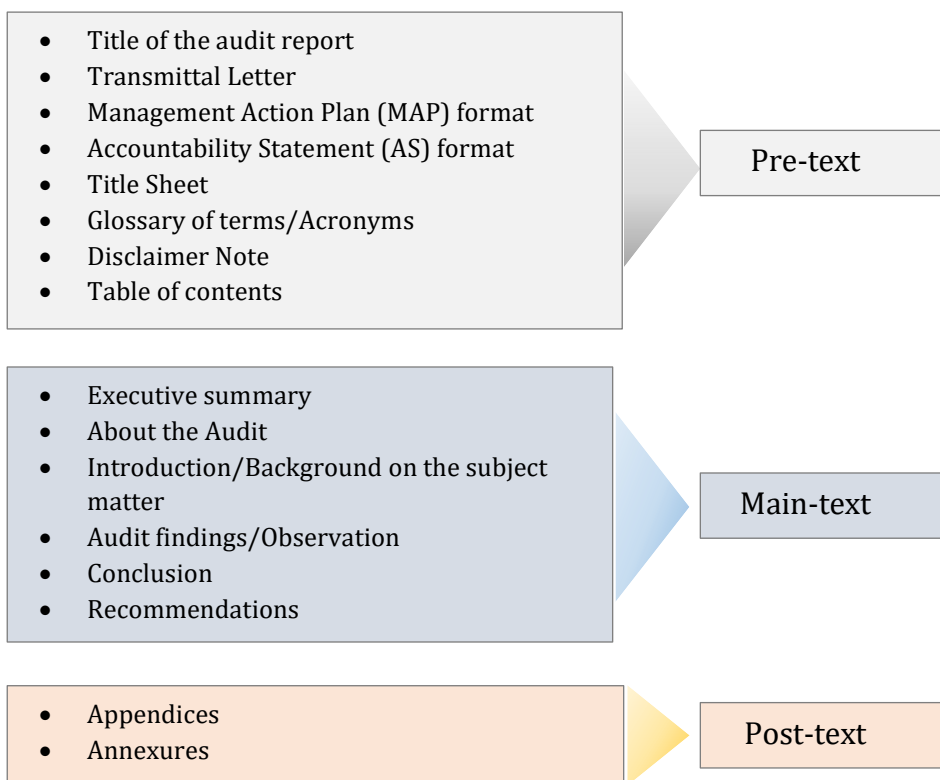 • Title of the audit report
• Transmittal Letter
• Management Action Plan (MAP) format
• Accountability Statement (AS) format
• Title Sheet
• Glossary of terms/Acronyms
• Disclaimer Note
• Table of contents
Pre-text
• Executive summary
• About the Audit
• Introduction/Background on the subject
matter
• Audit findings/Observation
• Conclusion
• Recommendations
Main-text
• Appendices
• Annexures
Post-text